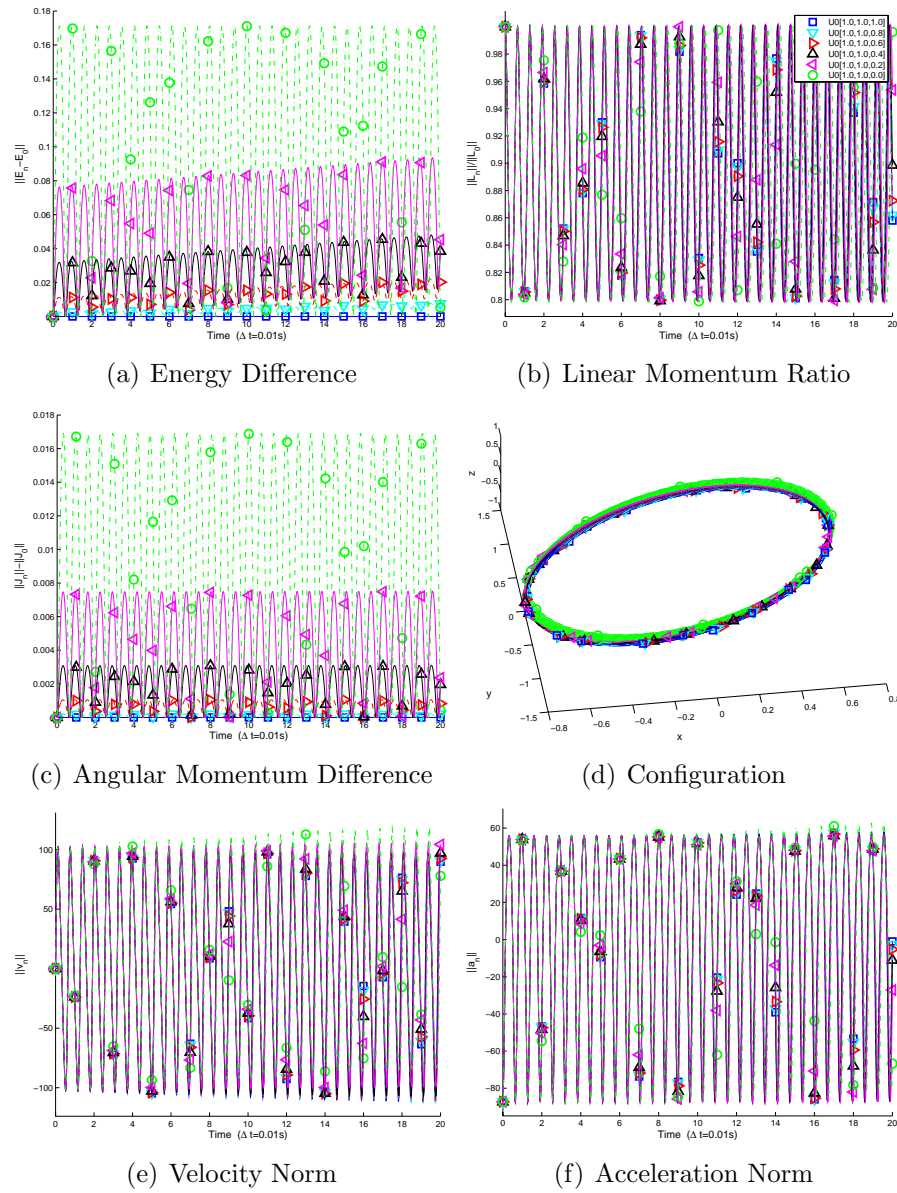 0.18
0.16
0.14
0.12
0.1
0.08
0.06
0.04
0.02
0
||E_n−E_0||
0 2 4 6 8 10 12 14 16 18 20
Time (Δ t=0.01s)
(a) Energy Difference
0.98
0.96
0.94
0.92
0.9
0.88
0.86
0.84
0.82
0.8
||L_n||/||L_0||
U0[1.0,1.0,1.0]
U0[1.0,1.0,0.8]
U0[1.0,1.0,0.6]
U0[1.0,1.0,0.4]
U0[1.0,1.0,0.2]
U0[1.0,1.0,0.0]
0 2 4 6 8 10 12 14 16 18 20
Time (Δ t=0.01s)
(b) Linear Momentum Ratio
0.018
0.016
0.014
0.012
0.01
0.008
0.006
0.004
0.002
0
||J_n||−||J_0||
0 2 4 6 8 10 12 14 16 18 20
Time (Δ t=0.01s)
(c) Angular Momentum Difference
1
0.5
0
−0.5
−1
z
1.5
1
0.5
0
−0.5
−1
−1.5
y
−0.8 −0.6 −0.4 −0.2 0 0.2 0.4 0.6 0.8
x
(d) Configuration
100
50
0
−50
−100
||v_n||
0 2 4 6 8 10 12 14 16 18 20
Time (Δ t=0.01s)
(e) Velocity Norm
60
40
20
0
−20
−40
−60
−80
||a_n||
0 2 4 6 8 10 12 14 16 18 20
Time (Δ t=0.01s)
(f) Acceleration Norm